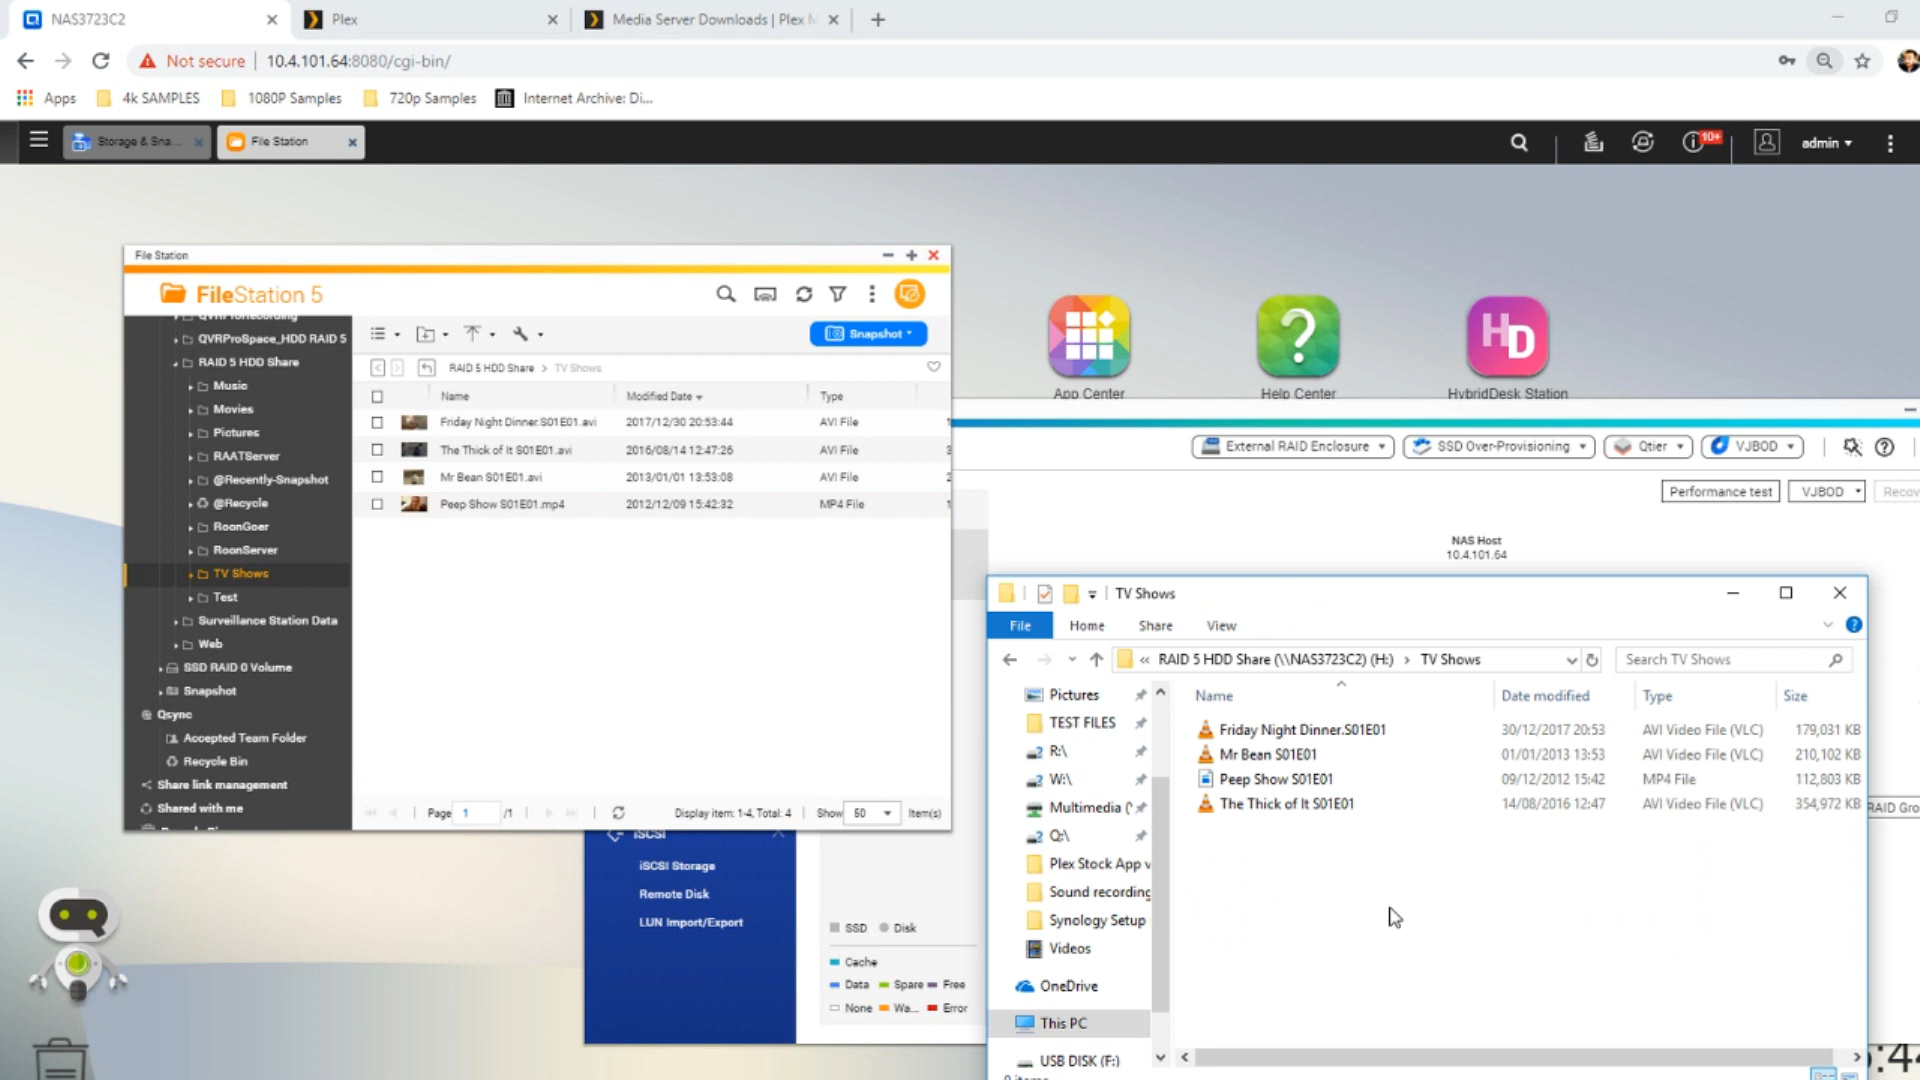 NAS3723C2
Plex
Media Server Downloads | Plex M
Not secure
10.4.101.64:8080/cgi-bin/
Apps
4k SAMPLES
1080P Samples
720p Samples
Internet Archive: Di...
Storage & Sna...
File Station
10+
admin
File Station
FileStation 5
Snapshot
QVRProRecording
QVRProSpace_HDD RAID 5
RAID 5 HDD Share
Music
Movies
Pictures
RAATServer
@Recently-Snapshot
@Recycle
RoonGoer
RoonServer
TV Shows
Test
Surveillance Station Data
Web
SSD RAID 0 Volume
Snapshot
Qsync
Accepted Team Folder
Recycle Bin
Share link management
Shared with me
RAID 5 HDD Share > TV Shows
Name Modified Date Type
Friday Night Dinner.S01E01.avi 2017/12/30 20:53:44 AVI File 1
The Thick of It S01E01.avi 2016/08/14 12:47:26 AVI File 3
Mr Bean S01E01.avi 2013/01/01 13:53:08 AVI File 2
Peep Show S01E01.mp4 2012/12/09 15:42:32 MP4 File 1
Page 1 /1
Display item: 1-4, Total: 4
Show 50 Item(s)
App Center
Help Center
HD
HybridDesk Station
External RAID Enclosure
SSD Over-Provisioning
Qtier
VJBOD
Performance test
VJBOD
Recov
NAS Host
10.4.101.64
iSCSI
iSCSI Storage
Remote Disk
LUN Import/Export
SSD Disk
Cache
Data Spare Free
None Wa... Error
TV Shows
File Home Share View
« RAID 5 HDD Share (\\NAS3723C2) (H:) > TV Shows
Search TV Shows
Pictures
TEST FILES
R:\
W:\
Multimedia ('
Q:\
Plex Stock App v
Sound recording
Synology Setup
Videos
OneDrive
This PC
USB DISK (F:)
Name Date modified Type Size
Friday Night Dinner.S01E01 30/12/2017 20:53 AVI Video File (VLC) 179,031 KB
Mr Bean S01E01 01/01/2013 13:53 AVI Video File (VLC) 210,102 KB
Peep Show S01E01 09/12/2012 15:42 MP4 File 112,803 KB
The Thick of It S01E01 14/08/2016 12:47 AVI Video File (VLC) 354,972 KB
RAID Gro